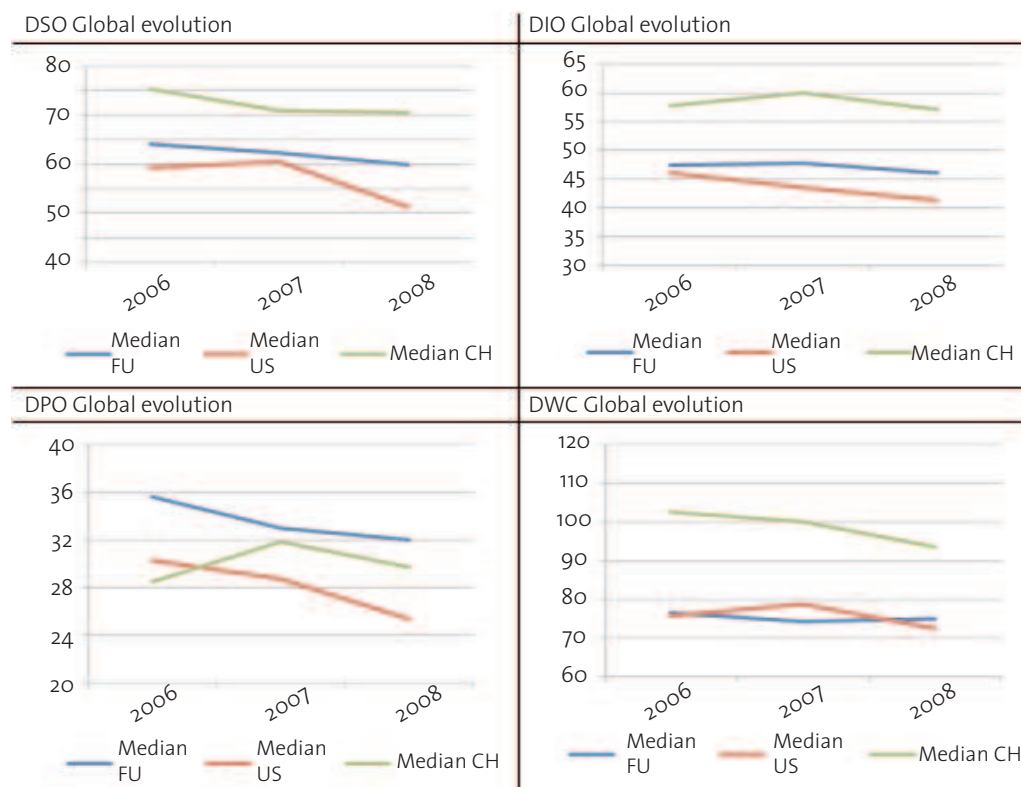 DSO Global evolution
80
70
60
50
40
2006 2007 2008
Median FU Median US Median CH
DIO Global evolution
65
60
55
50
45
40
35
30
2006 2007 2008
Median FU Median US Median CH
DPO Global evolution
40
36
32
28
24
20
2006 2007 2008
Median FU Median US Median CH
DWC Global evolution
120
110
100
90
80
70
60
2006 2007 2008
Median FU Median US Median CH